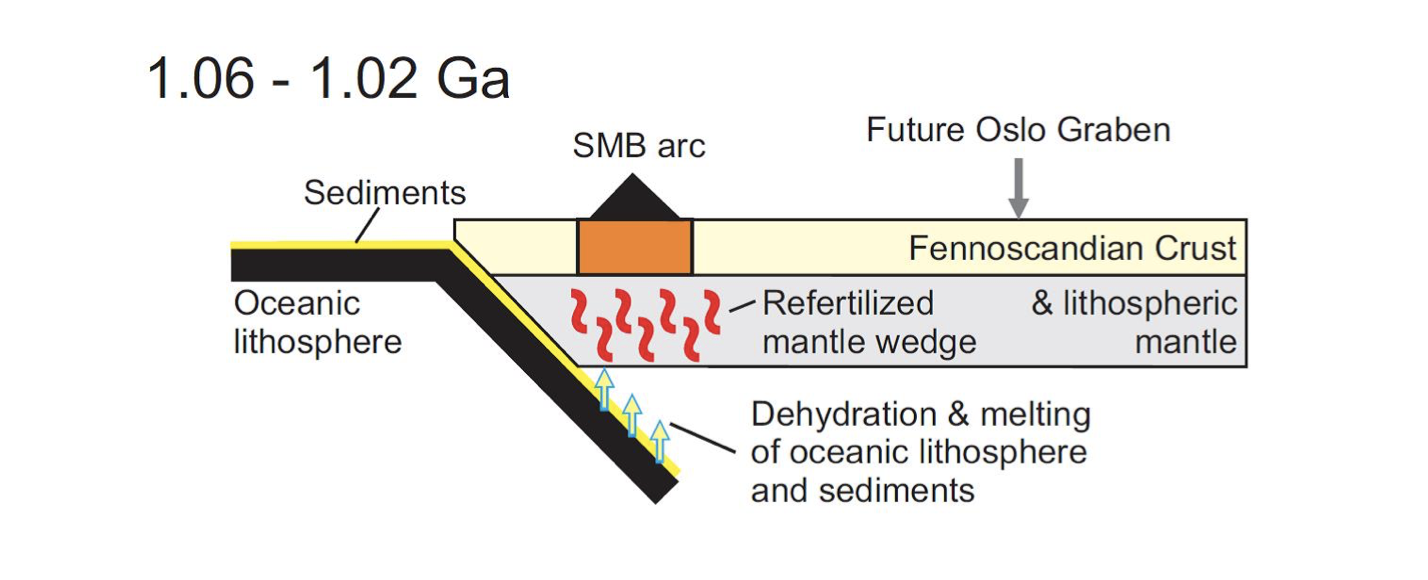 1.06 - 1.02 Ga
Future Oslo Graben
SMB arc
Sediments
Fennoscandian Crust
Oceanic
lithosphere
Refertilized
mantle wedge
& lithospheric
mantle
Dehydration & melting
of oceanic lithosphere
and sediments